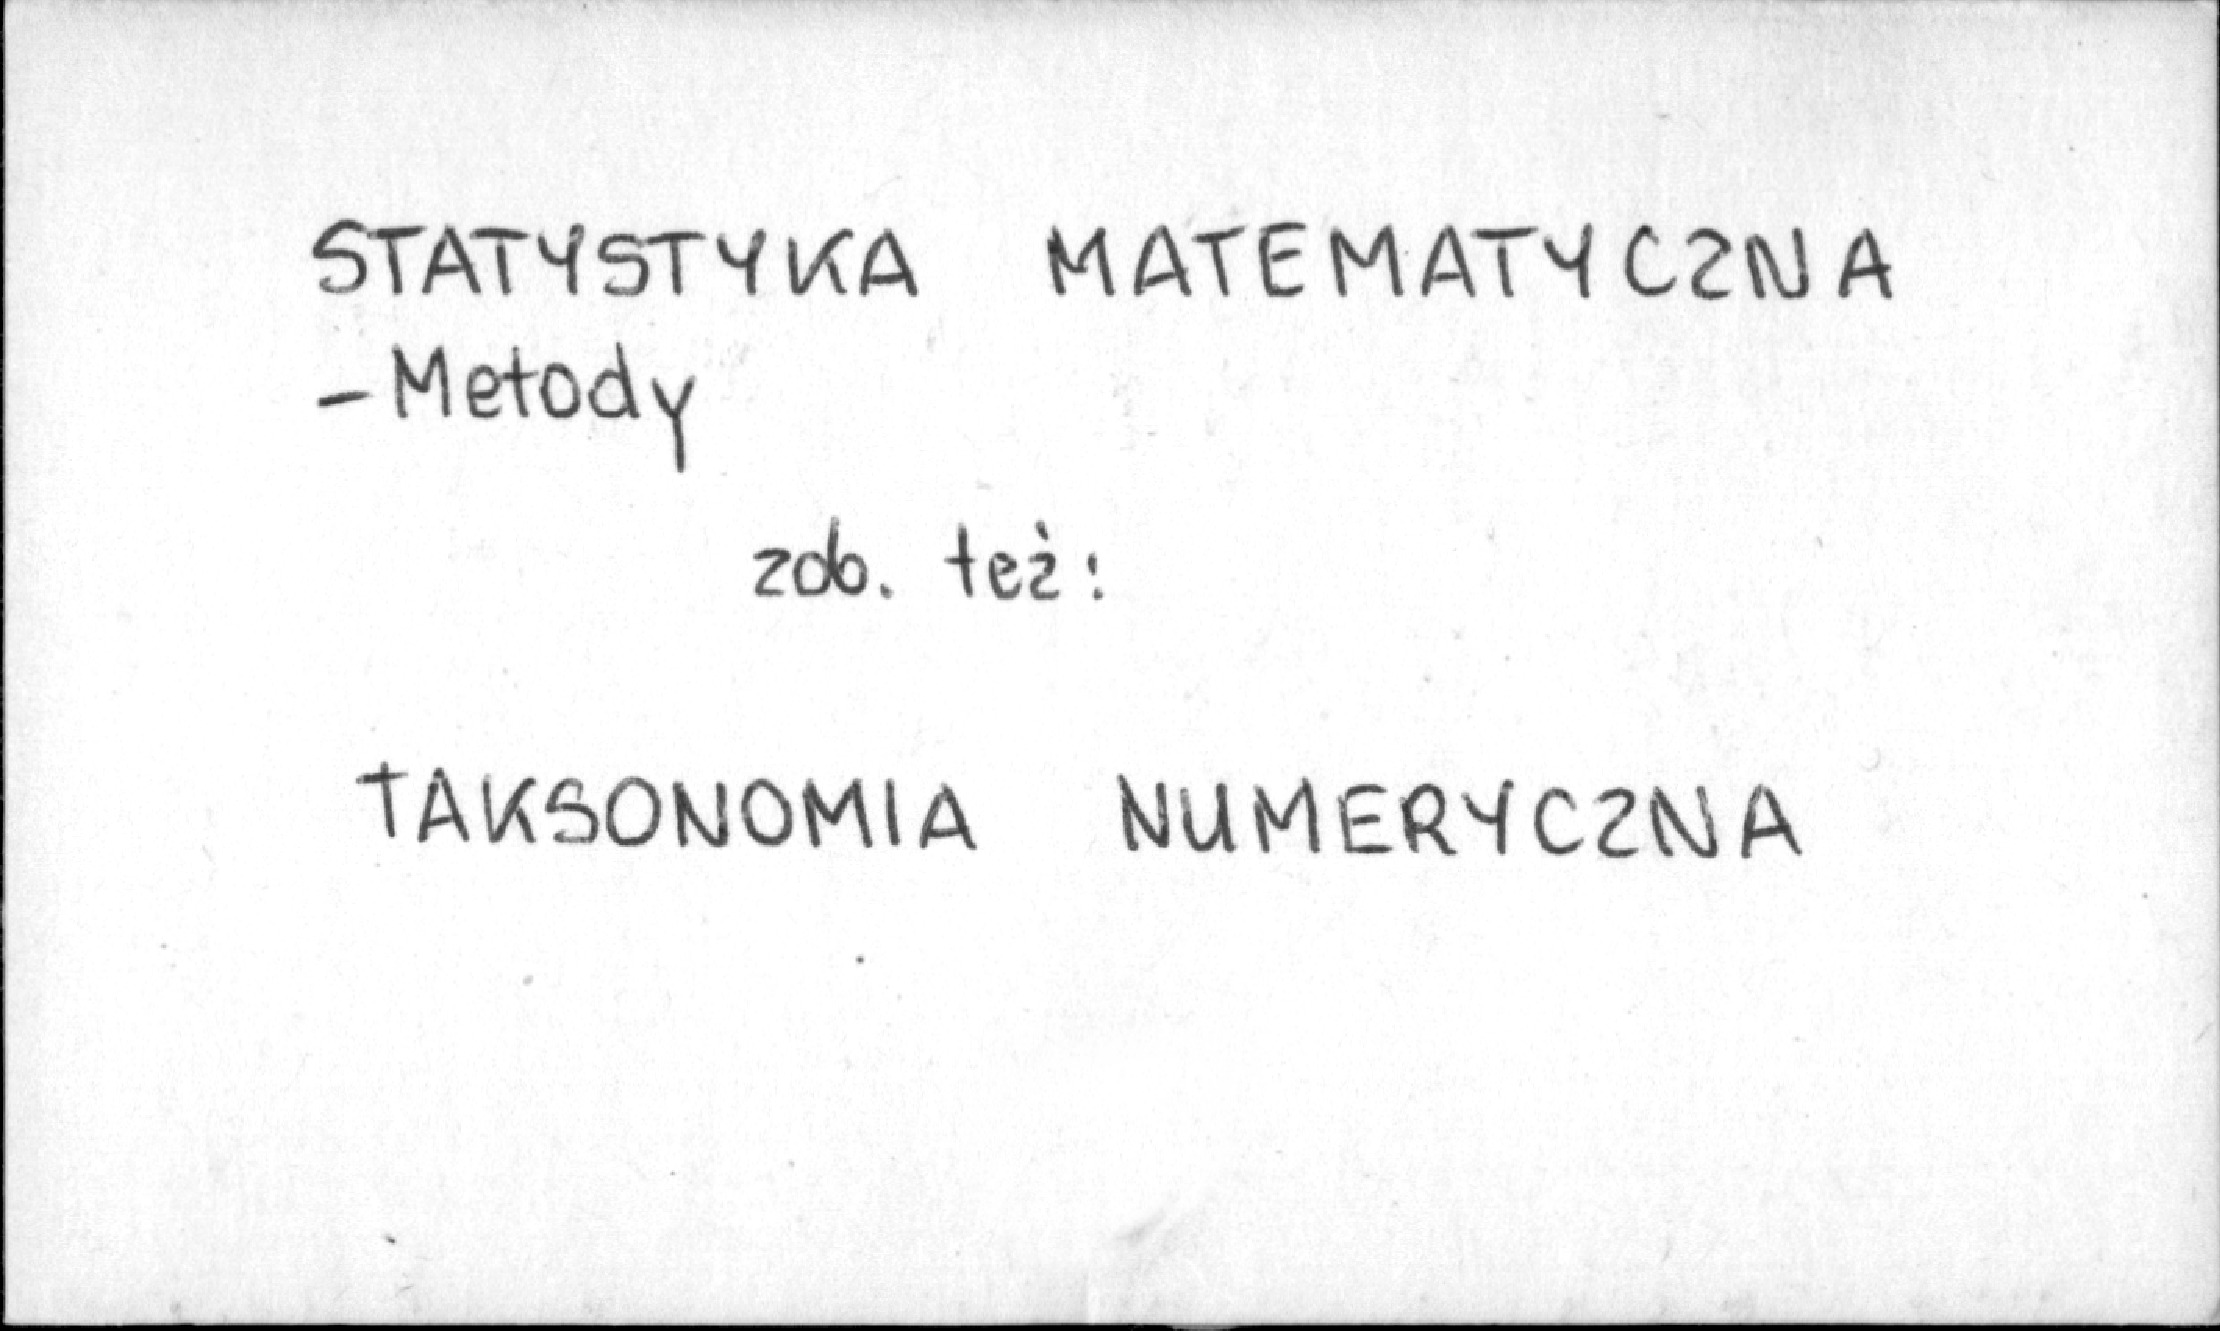 STATYSTYKA MATEMATYCZNA
- Metody
zob. też:
TAKSONOMIA NUMERYCZNA